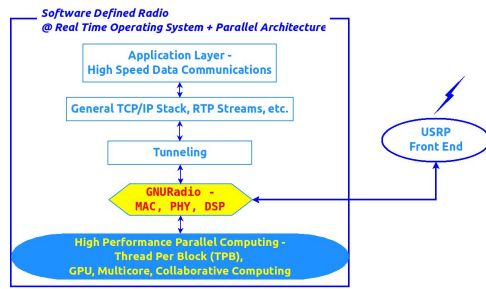 Software Defined Radio
@ Real Time Operating System + Parallel Architecture
Application Layer -
High Speed Data Communications
General TCP/IP Stack, RTP Streams, etc.
Tunneling
USRP
Front End
GNURadio -
MAC, PHY, DSP
High Performance Parallel Computing -
Thread Per Block (TPB),
GPU, Multicore, Collaborative Computing